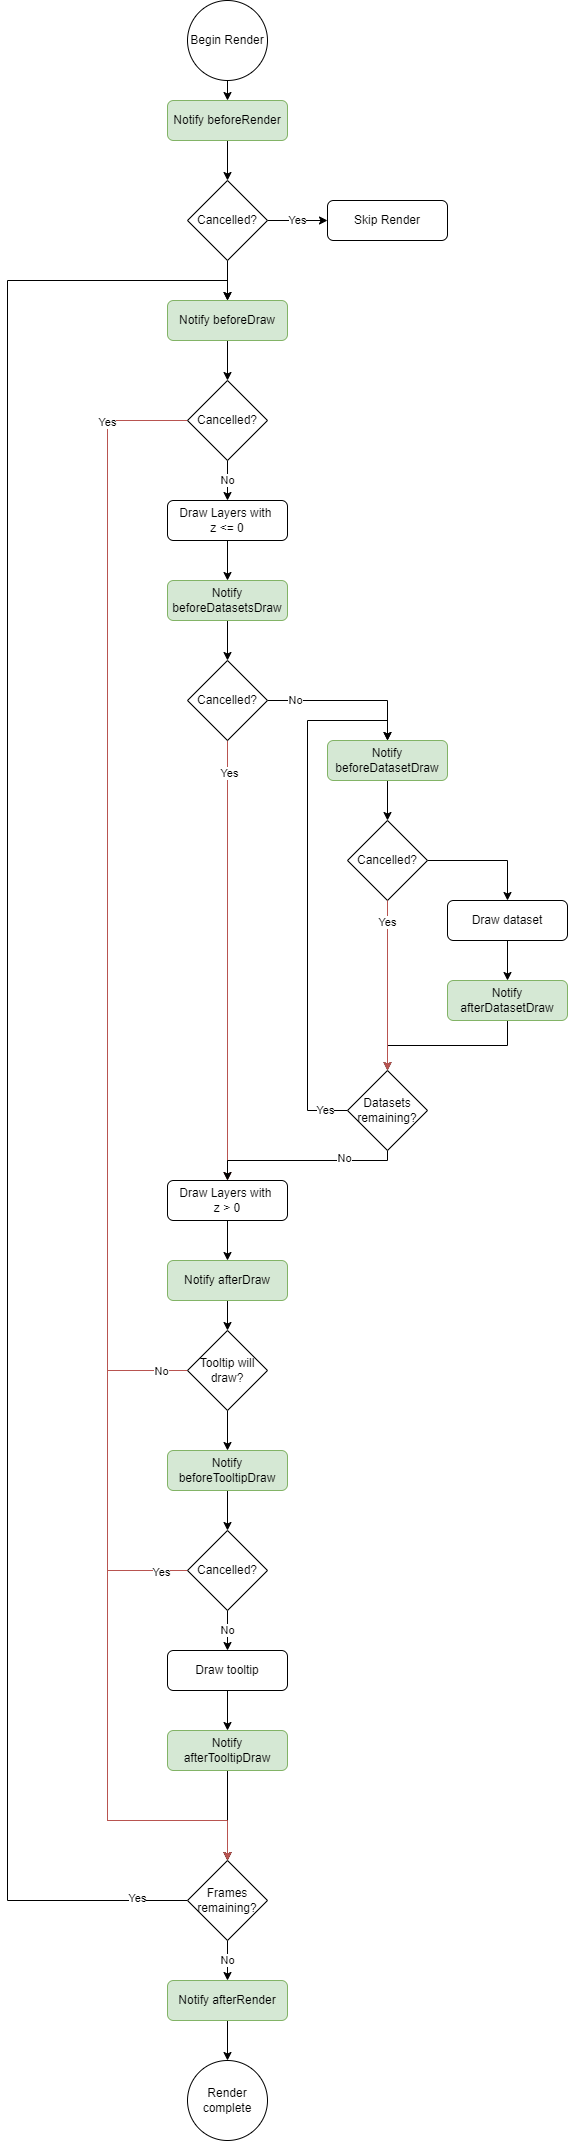 Begin Render
Notify beforeRender
Cancelled?
Yes
Skip Render
Notify beforeDraw
Cancelled?
Yes
No
Draw Layers with
z <= 0
Notify
beforeDatasetsDraw
Cancelled?
No
Yes
Notify
beforeDatasetDraw
Cancelled?
Yes
Draw dataset
Notify
afterDatasetDraw
Datasets
remaining?
Yes
No
Draw Layers with
z > 0
Notify afterDraw
Tooltip will
draw?
No
Notify
beforeTooltipDraw
Cancelled?
Yes
No
Draw tooltip
Notify
afterTooltipDraw
Frames
remaining?
Yes
No
Notify afterRender
Render
complete